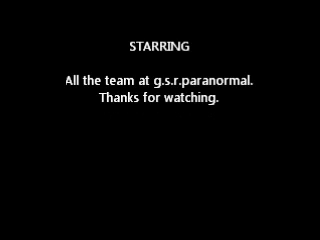 STARRING
All the team at g.s.r.paranormal.
Thanks for watching.